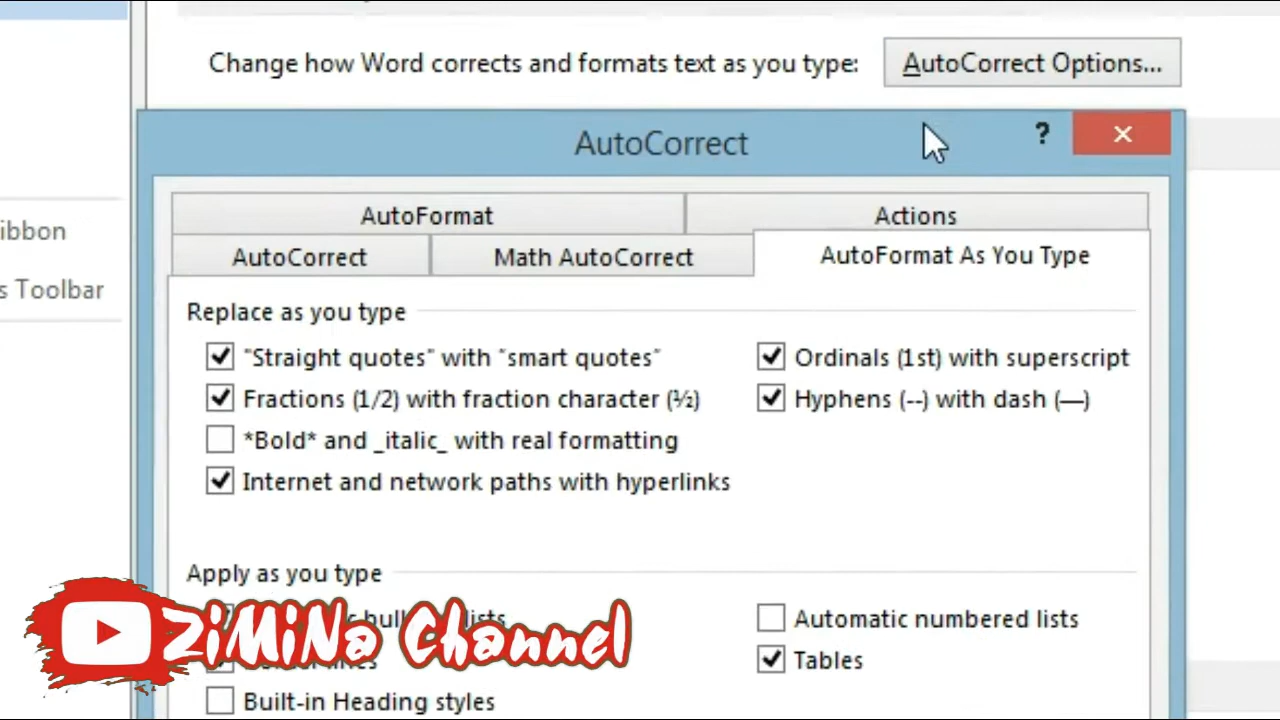 Change how Word corrects and formats text as you type: AutoCorrect Options...
AutoCorrect
?
ibbon
s Toolbar
AutoFormat
Actions
AutoCorrect
Math AutoCorrect
AutoFormat As You Type
Replace as you type
"Straight quotes" with “smart quotes”
Ordinals (1st) with superscript
Fractions (1/2) with fraction character (½)
Hyphens (--) with dash (—)
*Bold* and _italic_ with real formatting
Internet and network paths with hyperlinks
Apply as you type
lists
Automatic numbered lists
Tables
Built-in Heading styles
ZiMiNa Channel